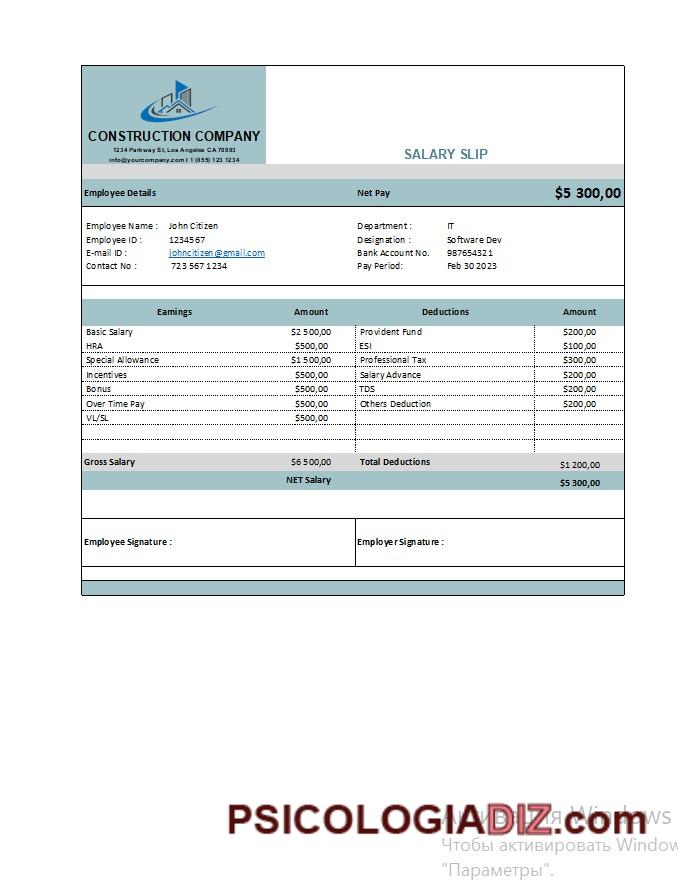 CONSTRUCTION COMPANY
1234 Parkway St, Los Angeles CA 70893
info@yourcompany.com I 1 (855) 123 1234
SALARY SLIP
Employee Details Net Pay $5 300,00
Employee Name : John Citizen Department : IT
Employee ID : 1234567 Designation : Software Dev
E-mail ID : johncitizen@gmail.com Bank Account No. 987654321
Contact No : 723 567 1234 Pay Period: Feb 30 2023
Earnings Amount Deductions Amount
Basic Salary $2 500,00 Provident Fund $200,00
HRA $500,00 ESI $100,00
Special Allowance $1 500,00 Professional Tax $300,00
Incentives $500,00 Salary Advance $200,00
Bonus $500,00 TDS $200,00
Over Time Pay $500,00 Others Deduction $200,00
VL/SL $500,00
Gross Salary $6 500,00 Total Deductions $1 200,00
NET Salary $5 300,00
Employee Signature : Employer Signature :
PSICOLOGIADIZ.com
Активация Windows
Чтобы активировать Window
"Параметры".